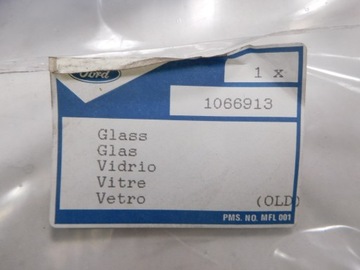 Ford
1 x
1066913
Glass
Glas
Vidrio
Vitre
Vetro (OLD)
PMS. NO. MFL 001